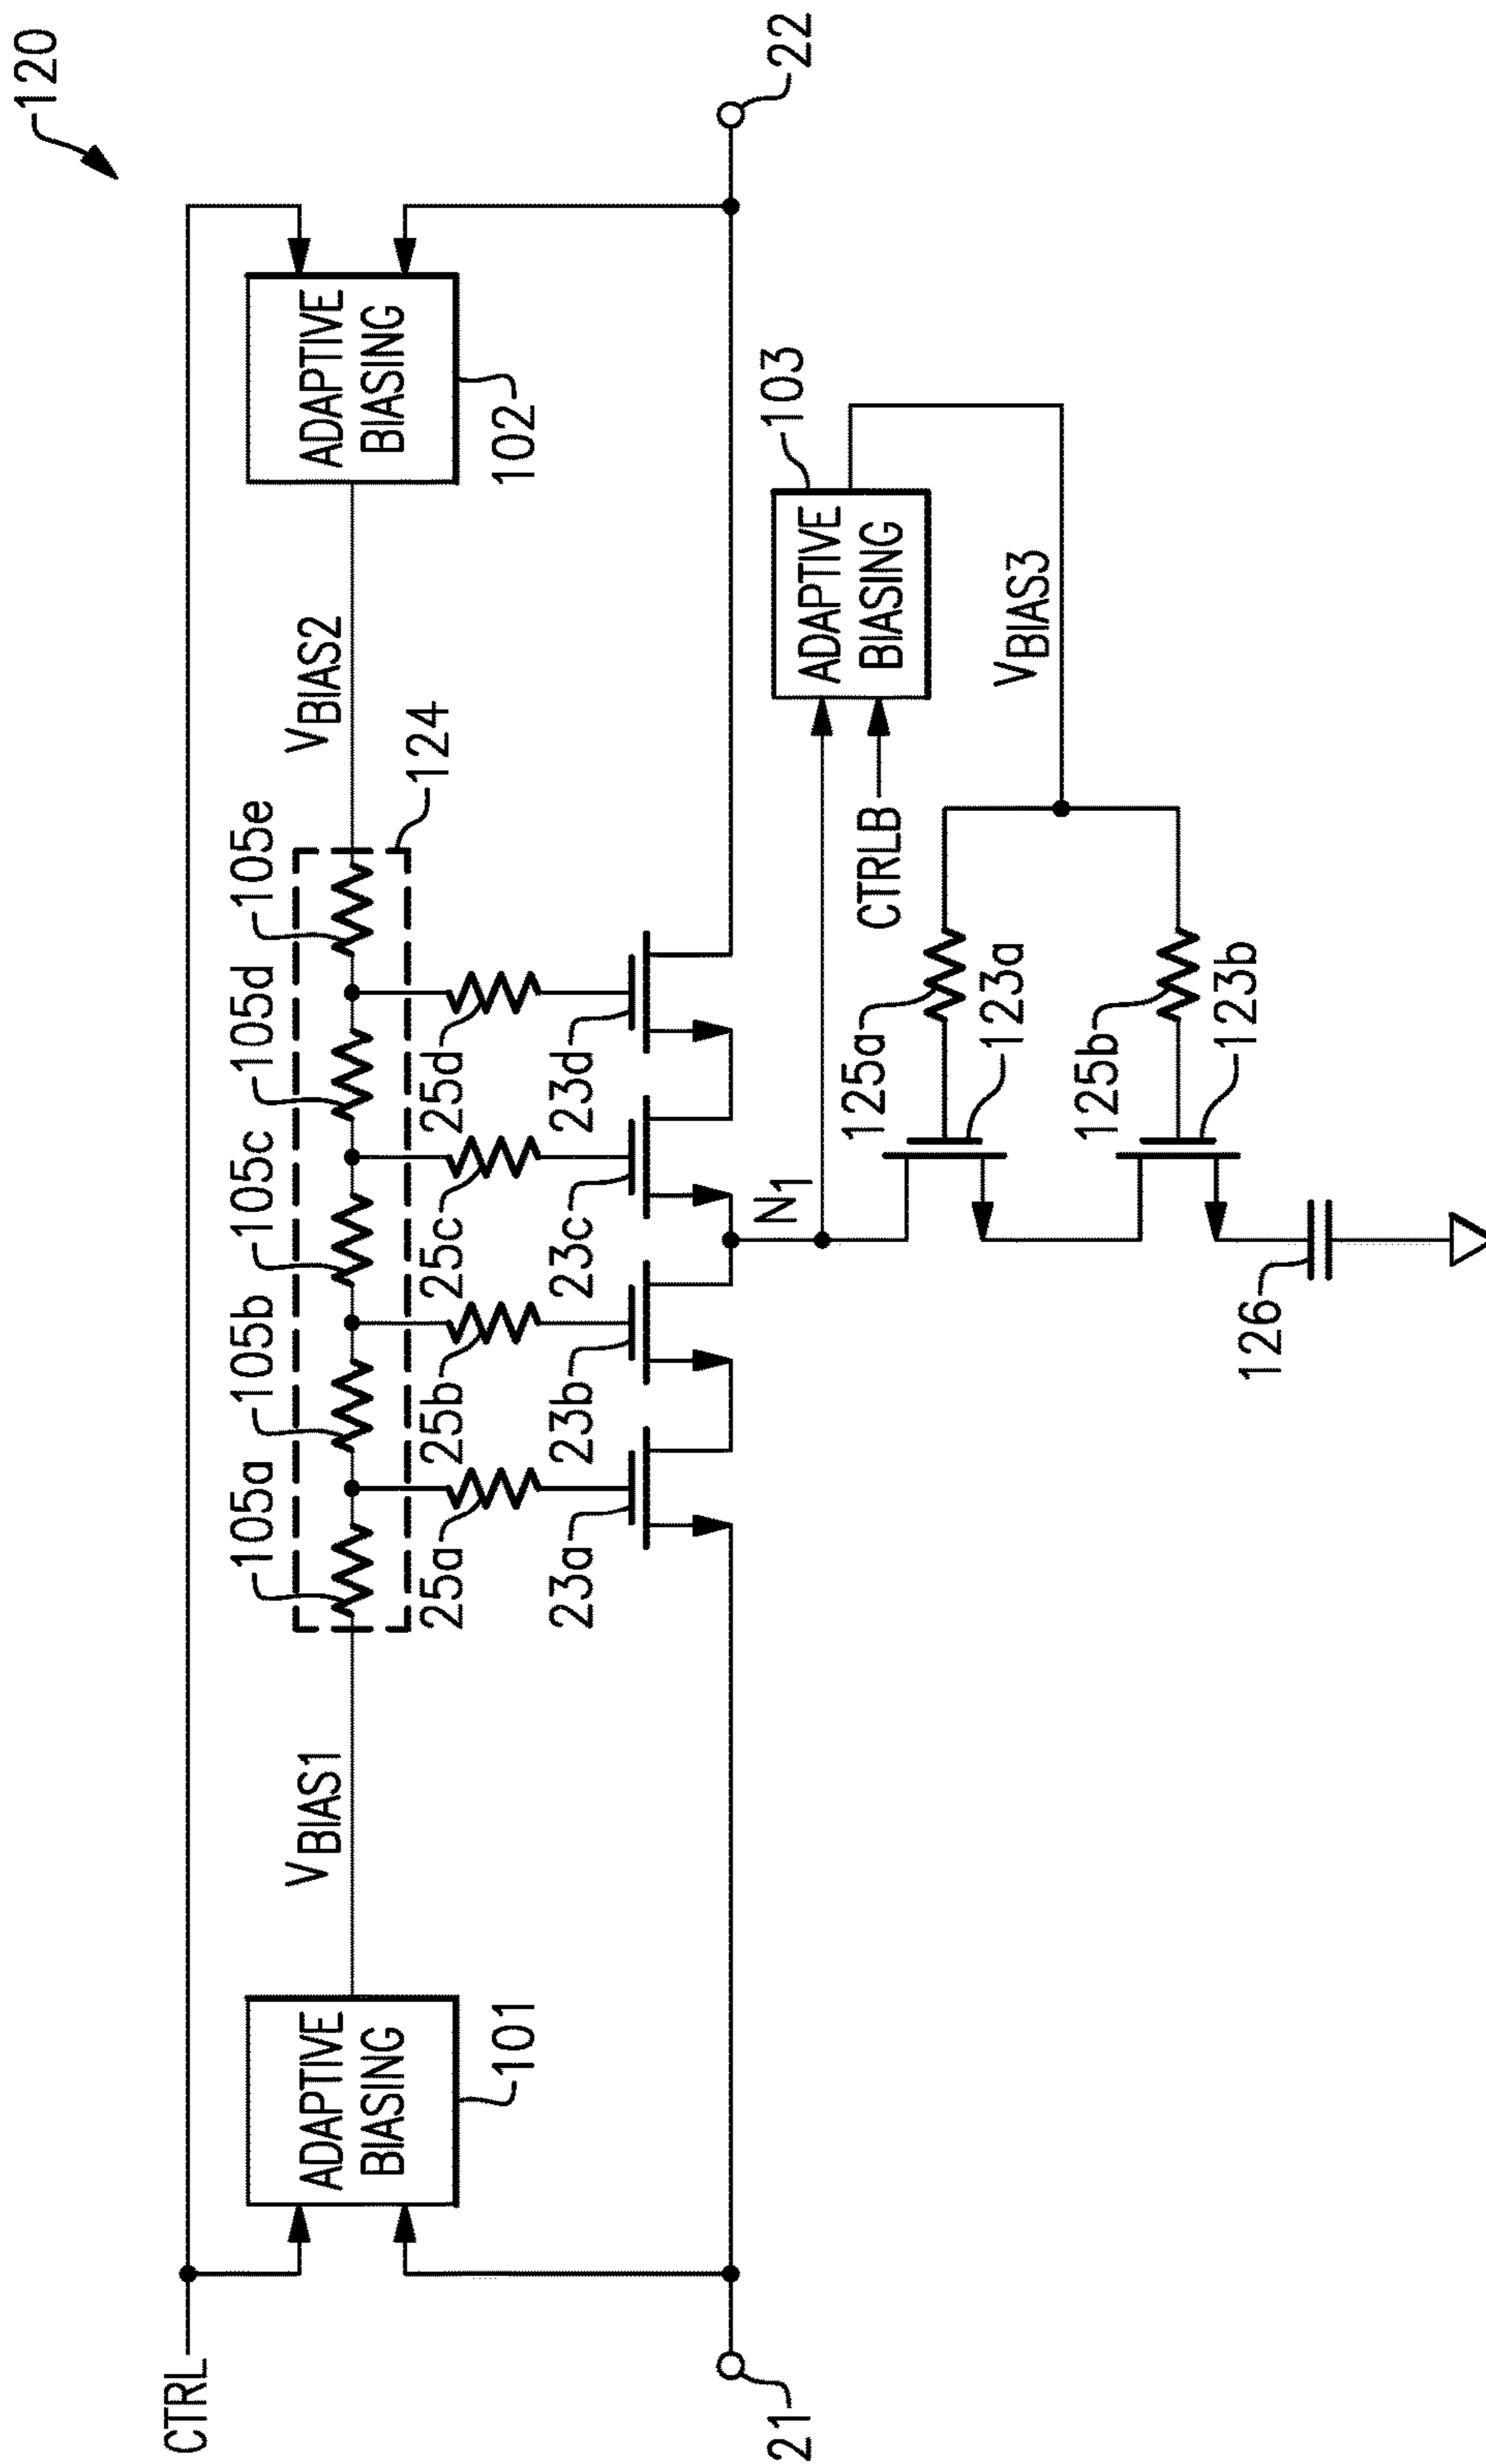 120
CTRL
ADAPTIVE
BIASING
101
VBIAS1
105a
105b
105c
105d
105e
124
VBIAS2
ADAPTIVE
BIASING
102
25a
25b
25c
25d
23a
23b
23c
23d
21
22
N1
ADAPTIVE
BIASING
103
CTRLB
VBIAS3
125a
123a
125b
123b
126